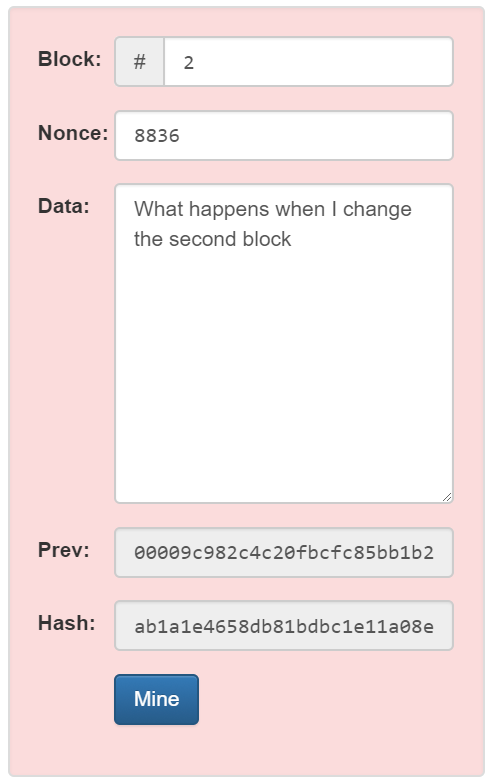 Block: # 2
Nonce: 8836
Data: What happens when I change
the second block
Prev: 00009c982c4c20fbcfc85bb1b2
Hash: ab1a1e4658db81bdbc1e11a08e
Mine